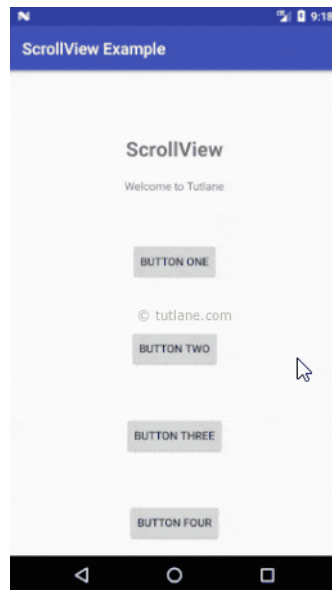 9:18
ScrollView Example
ScrollView
Welcome to Tutlane
BUTTON ONE
© tutlane.com
BUTTON TWO
BUTTON THREE
BUTTON FOUR